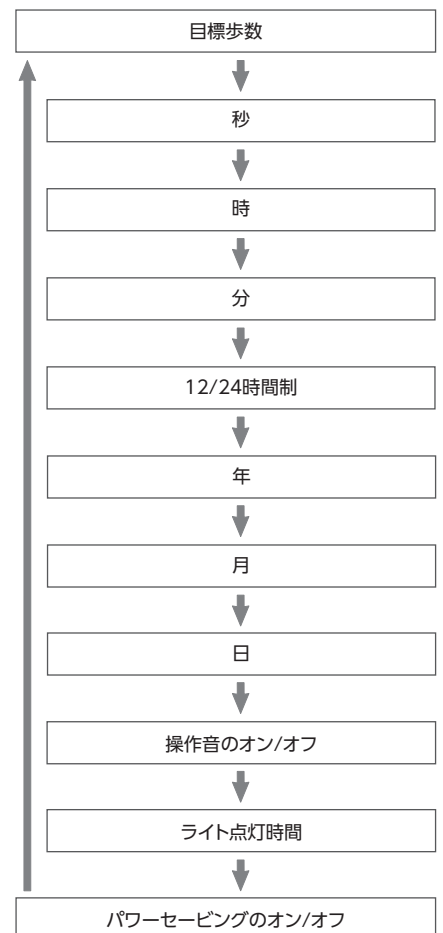 目標歩数
秒
時
分
12/24時間制
年
月
日
操作音のオン/オフ
ライト点灯時間
パワーセービングのオン/オフ